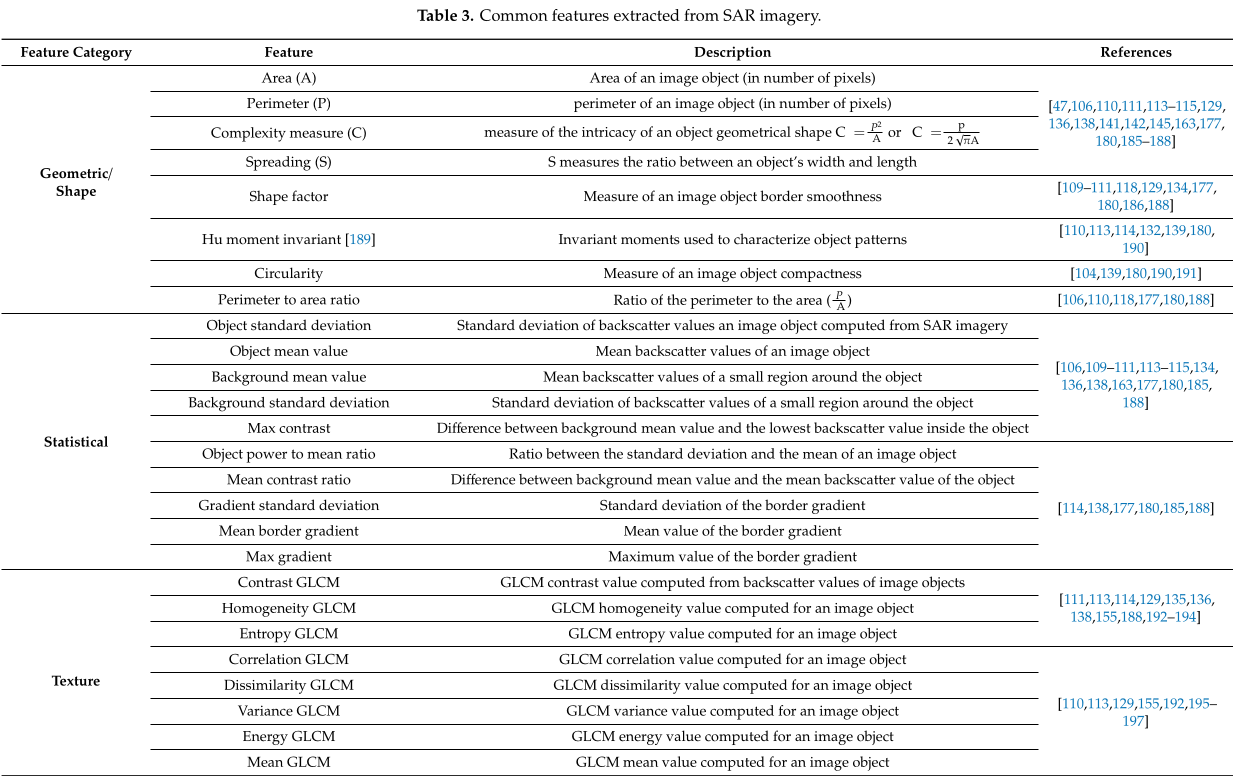 Table 3. Common features extracted from SAR imagery.
Feature Category Feature Description References
Geometric/
Shape
Area (A) Area of an image object (in number of pixels)
Perimeter (P) perimeter of an image object (in number of pixels)
Complexity measure (C) measure of the intricacy of an object geometrical shape C = P²/A or C = p/2√πA
Spreading (S) S measures the ratio between an object's width and length
[47,106,110,111,113–115,129,
136,138,141,142,145,163,177,
180,185–188]
Shape factor Measure of an image object border smoothness
[109–111,118,129,134,177,
180,186,188]
Hu moment invariant [189] Invariant moments used to characterize object patterns
[110,113,114,132,139,180,
190]
Circularity Measure of an image object compactness [104,139,180,190,191]
Perimeter to area ratio Ratio of the perimeter to the area (P/A) [106,110,118,177,180,188]
Statistical
Object standard deviation Standard deviation of backscatter values an image object computed from SAR imagery
Object mean value Mean backscatter values of an image object
Background mean value Mean backscatter values of a small region around the object
Background standard deviation Standard deviation of backscatter values of a small region around the object
Max contrast Difference between background mean value and the lowest backscatter value inside the object
[106,109–111,113–115,134,
136,138,163,177,180,185,
188]
Object power to mean ratio Ratio between the standard deviation and the mean of an image object
Mean contrast ratio Difference between background mean value and the mean backscatter value of the object
Gradient standard deviation Standard deviation of the border gradient
Mean border gradient Mean value of the border gradient
Max gradient Maximum value of the border gradient
[114,138,177,180,185,188]
Texture
Contrast GLCM GLCM contrast value computed from backscatter values of image objects
Homogeneity GLCM GLCM homogeneity value computed for an image object
Entropy GLCM GLCM entropy value computed for an image object
[111,113,114,129,135,136,
138,155,188,192–194]
Correlation GLCM GLCM correlation value computed for an image object
Dissimilarity GLCM GLCM dissimilarity value computed for an image object
Variance GLCM GLCM variance value computed for an image object
Energy GLCM GLCM energy value computed for an image object
Mean GLCM GLCM mean value computed for an image object
[110,113,129,155,192,195–
197]